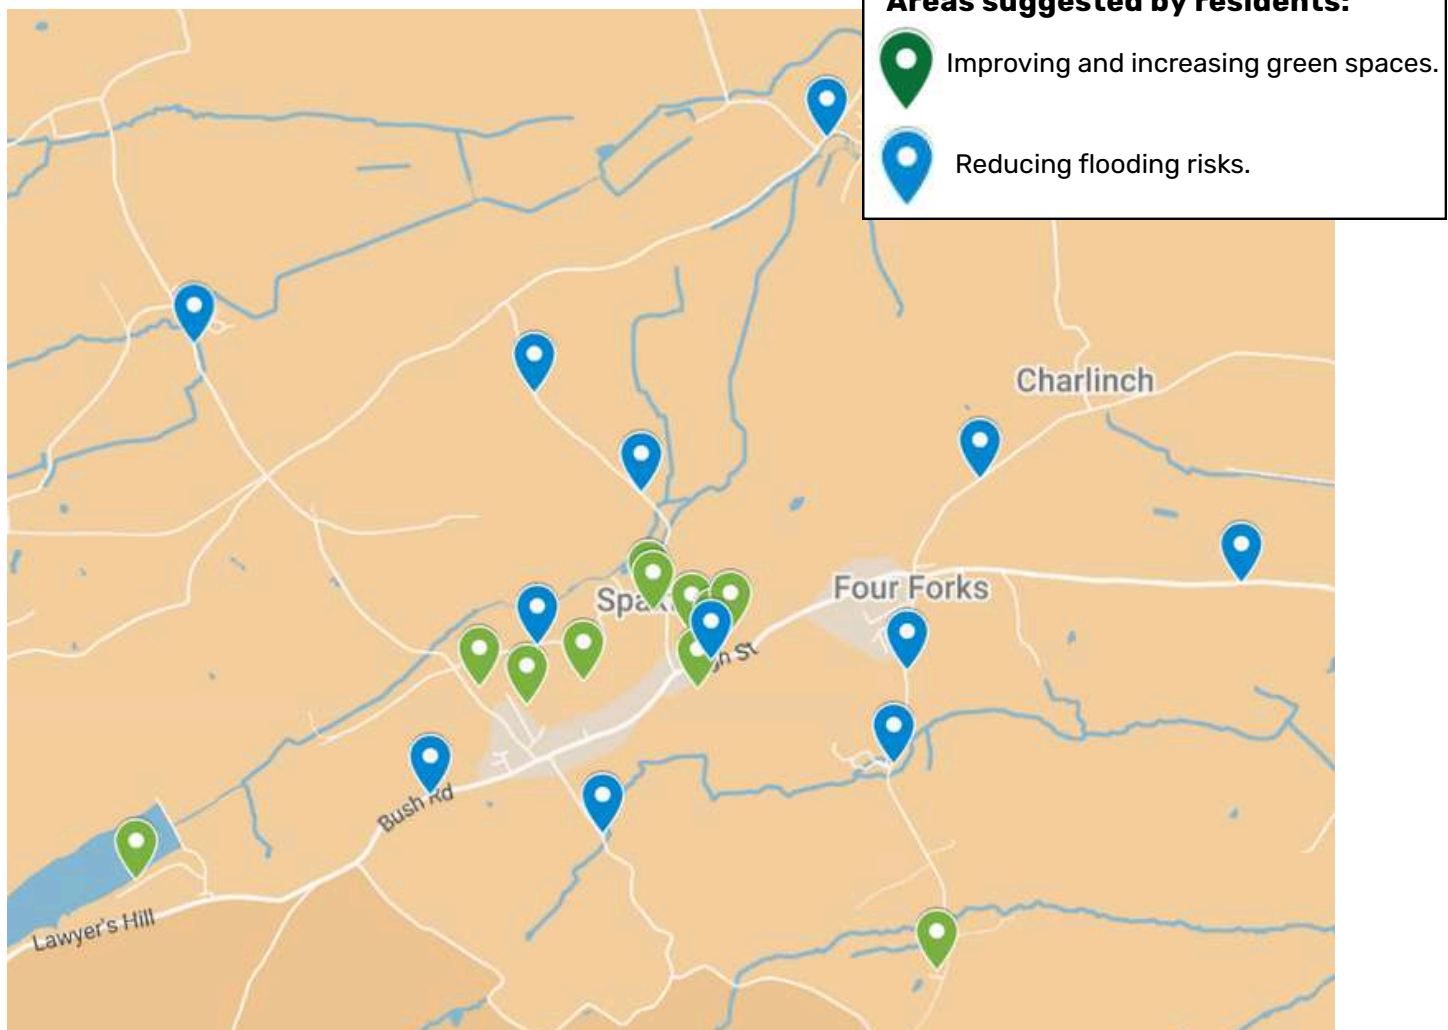 Areas suggested by residents:
Improving and increasing green spaces.
Reducing flooding risks.
Charlinch
Four Forks
Bush Rd
Lawyer's Hill